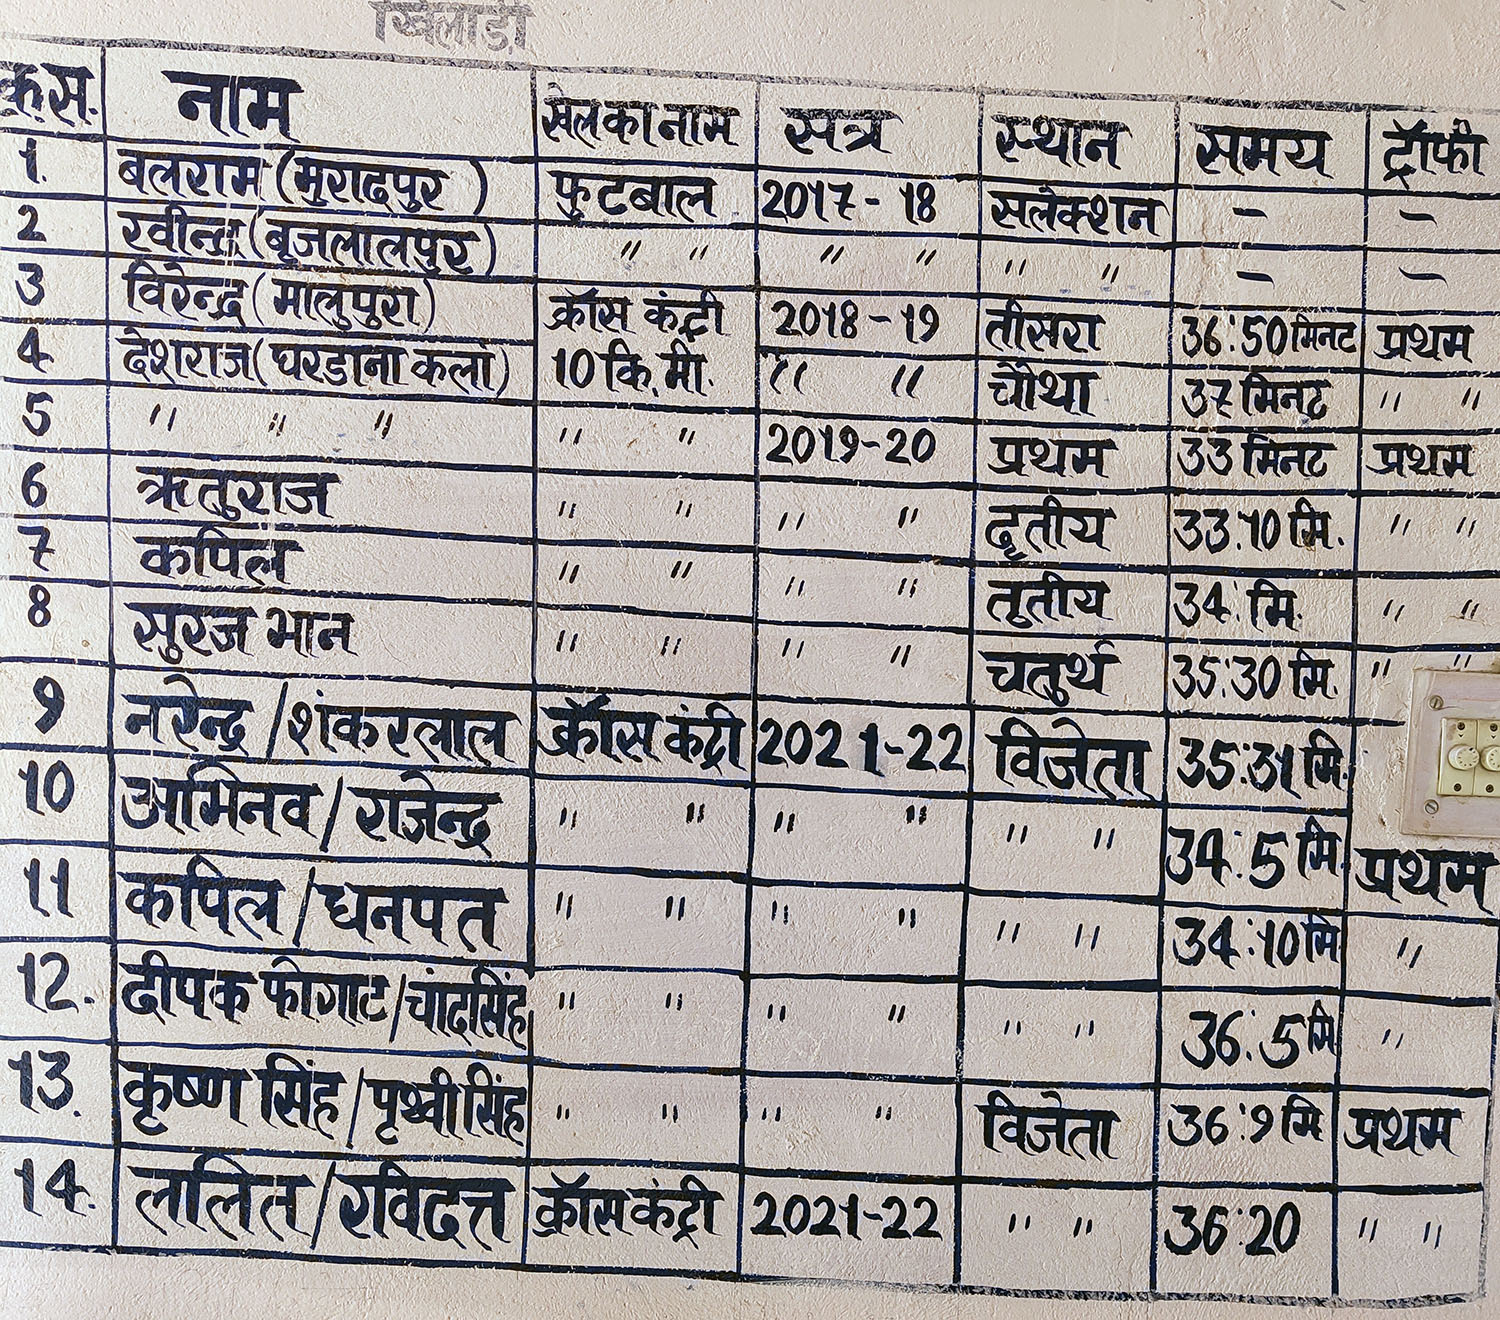 खिलाड़ी
क्र.स. नाम खेल का नाम सत्र स्थान समय ट्रॉफी
1. बलराम (मुरादपुर) फुटबाल 2017-18 सलेक्शन - -
2 रवीन्द्र (बृजलालपुर) " " " " " " - -
3 विरेन्द्र (मालुपुरा) क्रॉस कंट्री 2018-19 तीसरा 36:50 मिनट प्रथम
4 देशराज (घरडाना कलां) 10 कि.मी. " " चौथा 37 मिनट " "
5 " " " " " 2019-20 प्रथम 33 मिनट प्रथम
6 ऋतुराज " " " " दृतीय 33:10 मि. " "
7 कपिल " " " " तृतीय 34: मि. " "
8 सुरज भान " " " " चतुर्थ 35:30 मि. " "
9 नरेन्द्र / शंकरलाल क्रॉस कंट्री 2021-22 विजेता 35:31 मि.
10 अभिनव / राजेन्द्र " " " " " " 34:5 मि. प्रथम
11 कपिल / घनपत " " " " " " 34:10 मि "
12. दीपक फोगाट / चांदसिंह " " " " " " 36:5 मि "
13. कृष्ण सिंह / पृथ्वी सिंह " " " " विजेता 36:9 मि प्रथम
14. ललित / रविदत्त क्रॉस कंट्री 2021-22 " " 36:20 " "